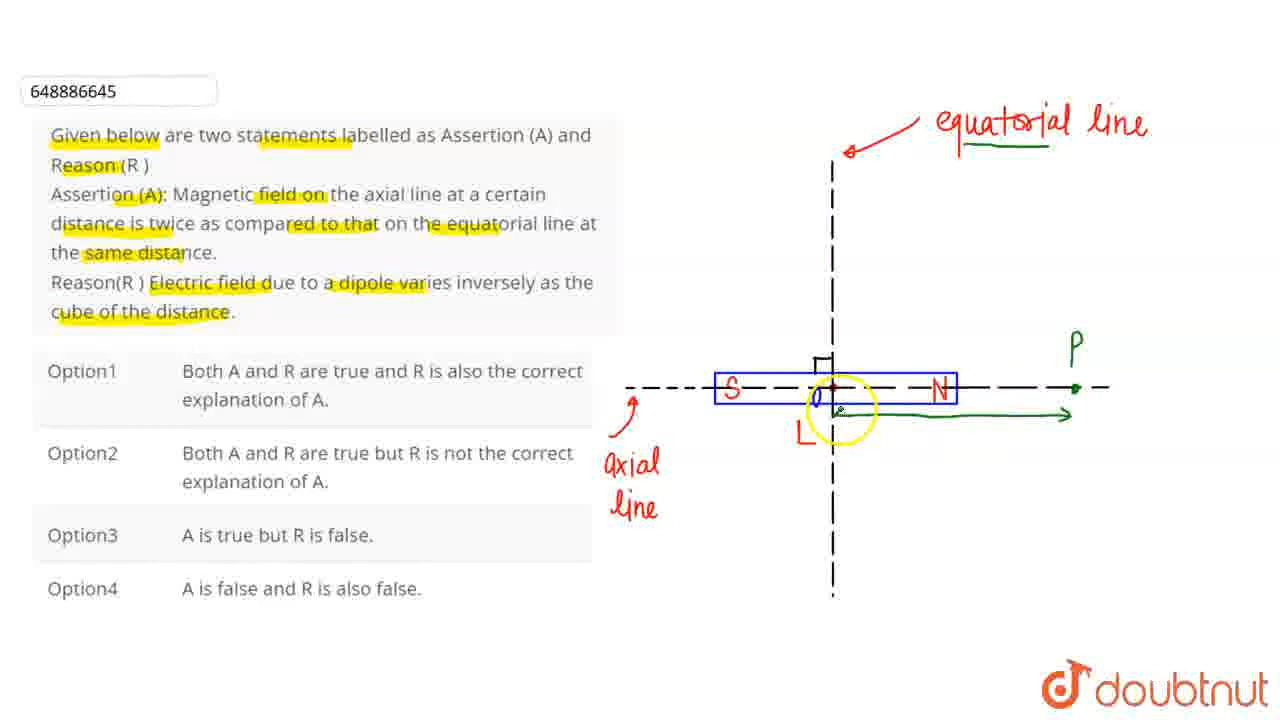 648886645
Given below are two statements labelled as Assertion (A) and
Reason (R )
Assertion (A): Magnetic field on the axial line at a certain
distance is twice as compared to that on the equatorial line at
the same distance.
Reason(R ) Electric field due to a dipole varies inversely as the
cube of the distance.
Option1 Both A and R are true and R is also the correct
explanation of A.
Option2 Both A and R are true but R is not the correct
explanation of A.
Option3 A is true but R is false.
Option4 A is false and R is also false.
equatorial line
P
S
N
O
L
axial
line
doubtnut